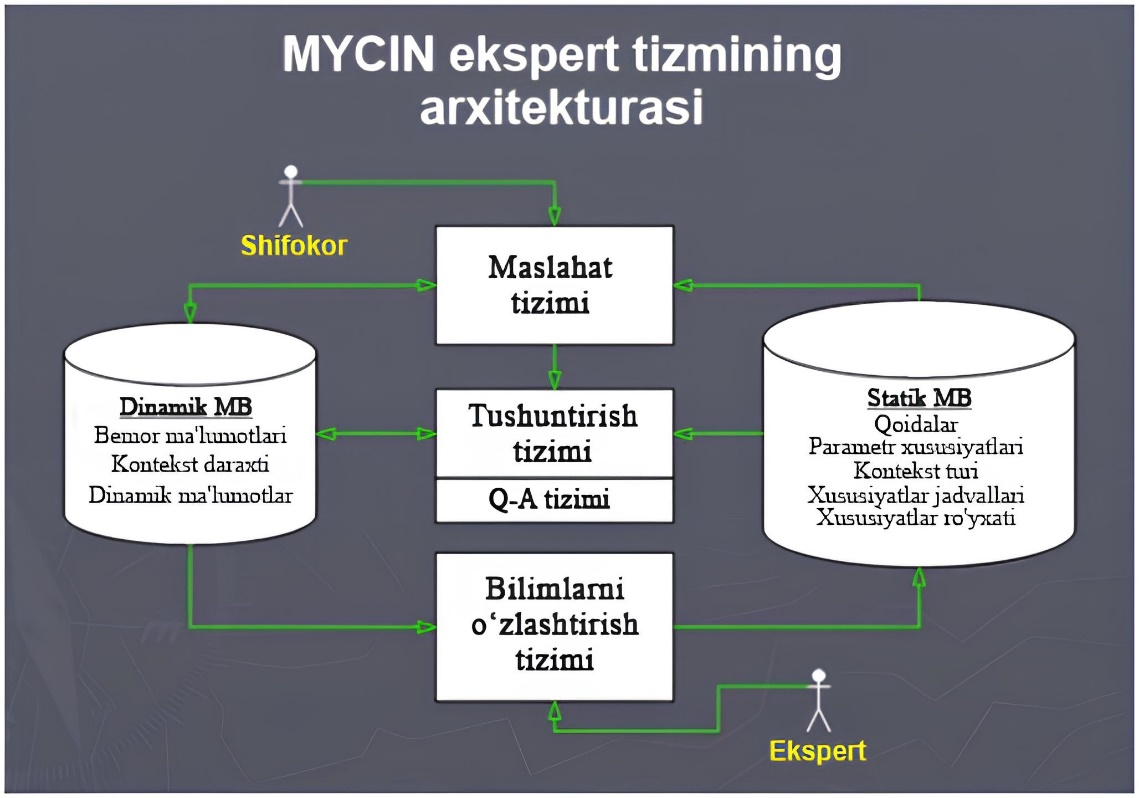 MYCIN ekspert tizmining
arxitekturasi
Shifokor
Maslahat
tizimi
Dinamik MB
Bemor ma'lumotlari
Kontekst daraxti
Dinamik ma'lumotlar
Tushuntirish
tizimi
Q-A tizimi
Statik MB
Qoidalar
Parametr xususiyatlari
Kontekst turi
Xususiyatlar jadvallari
Xususiyatlar ro'yxati
Bilimlarni
o‘zlashtirish
tizimi
Ekspert